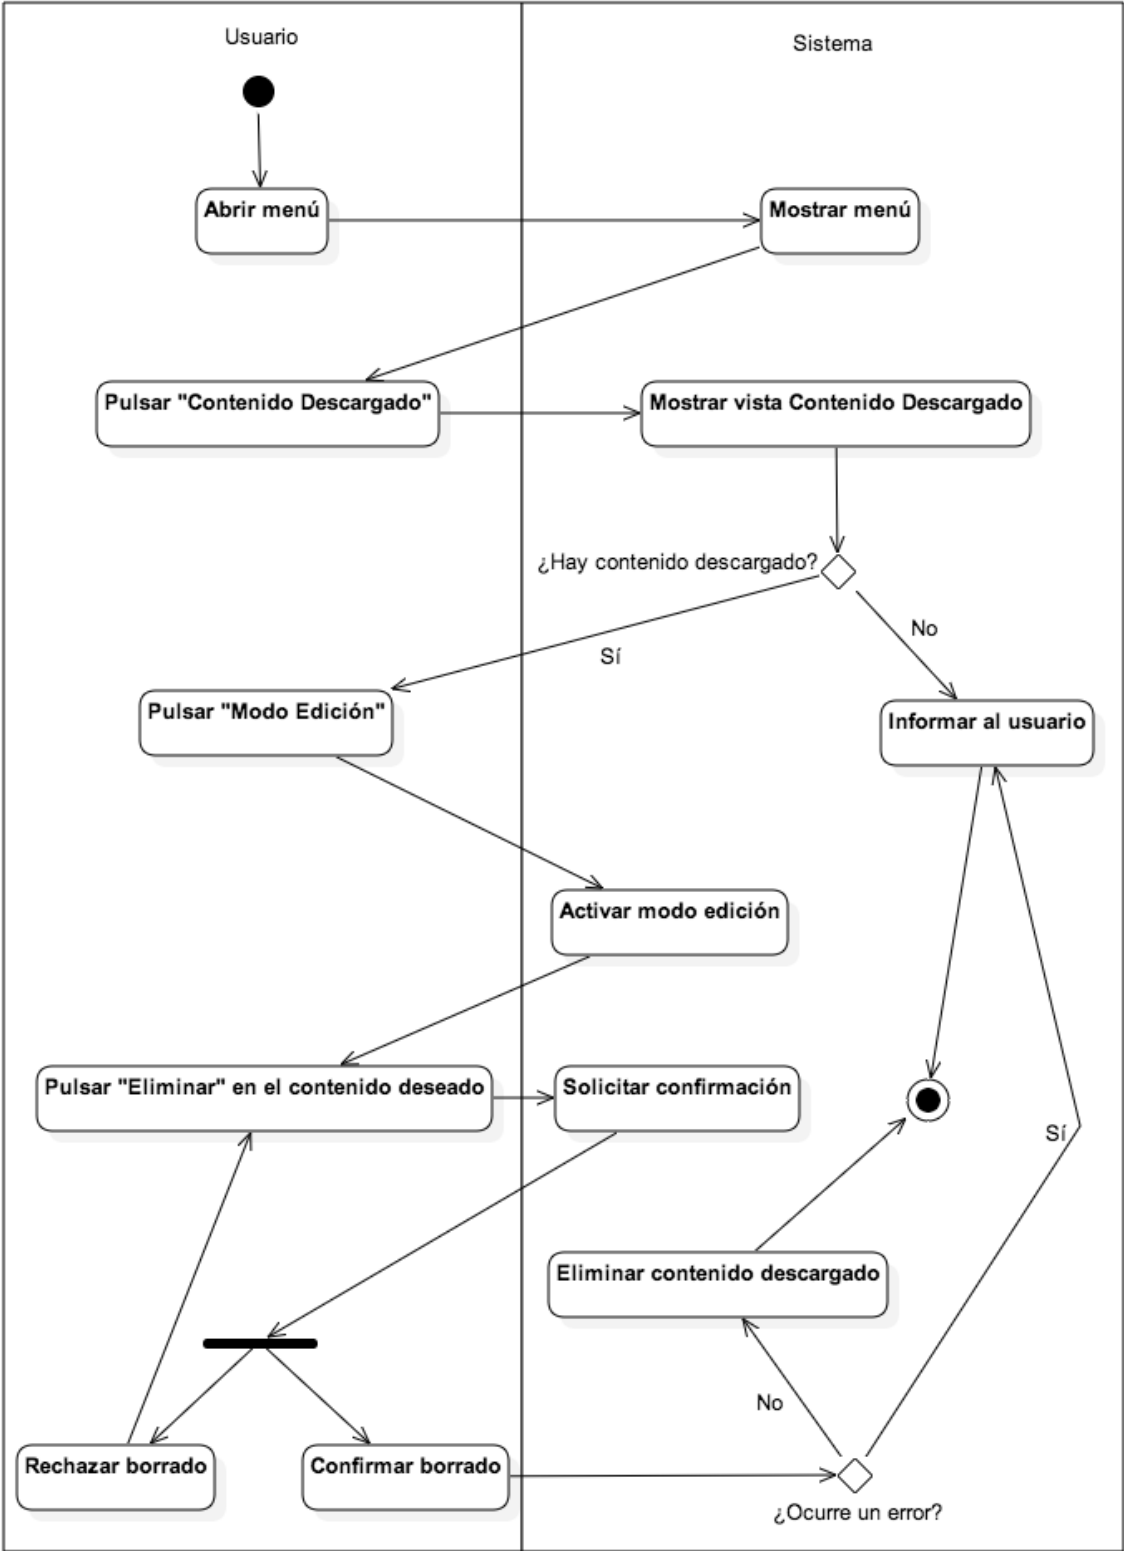 Usuario
Sistema
Abrir menú
Mostrar menú
Pulsar "Contenido Descargado"
Mostrar vista Contenido Descargado
¿Hay contenido descargado?
No
Sí
Pulsar "Modo Edición"
Informar al usuario
Activar modo edición
Pulsar "Eliminar" en el contenido deseado
Solicitar confirmación
Sí
Eliminar contenido descargado
No
Rechazar borrado
Confirmar borrado
¿Ocurre un error?